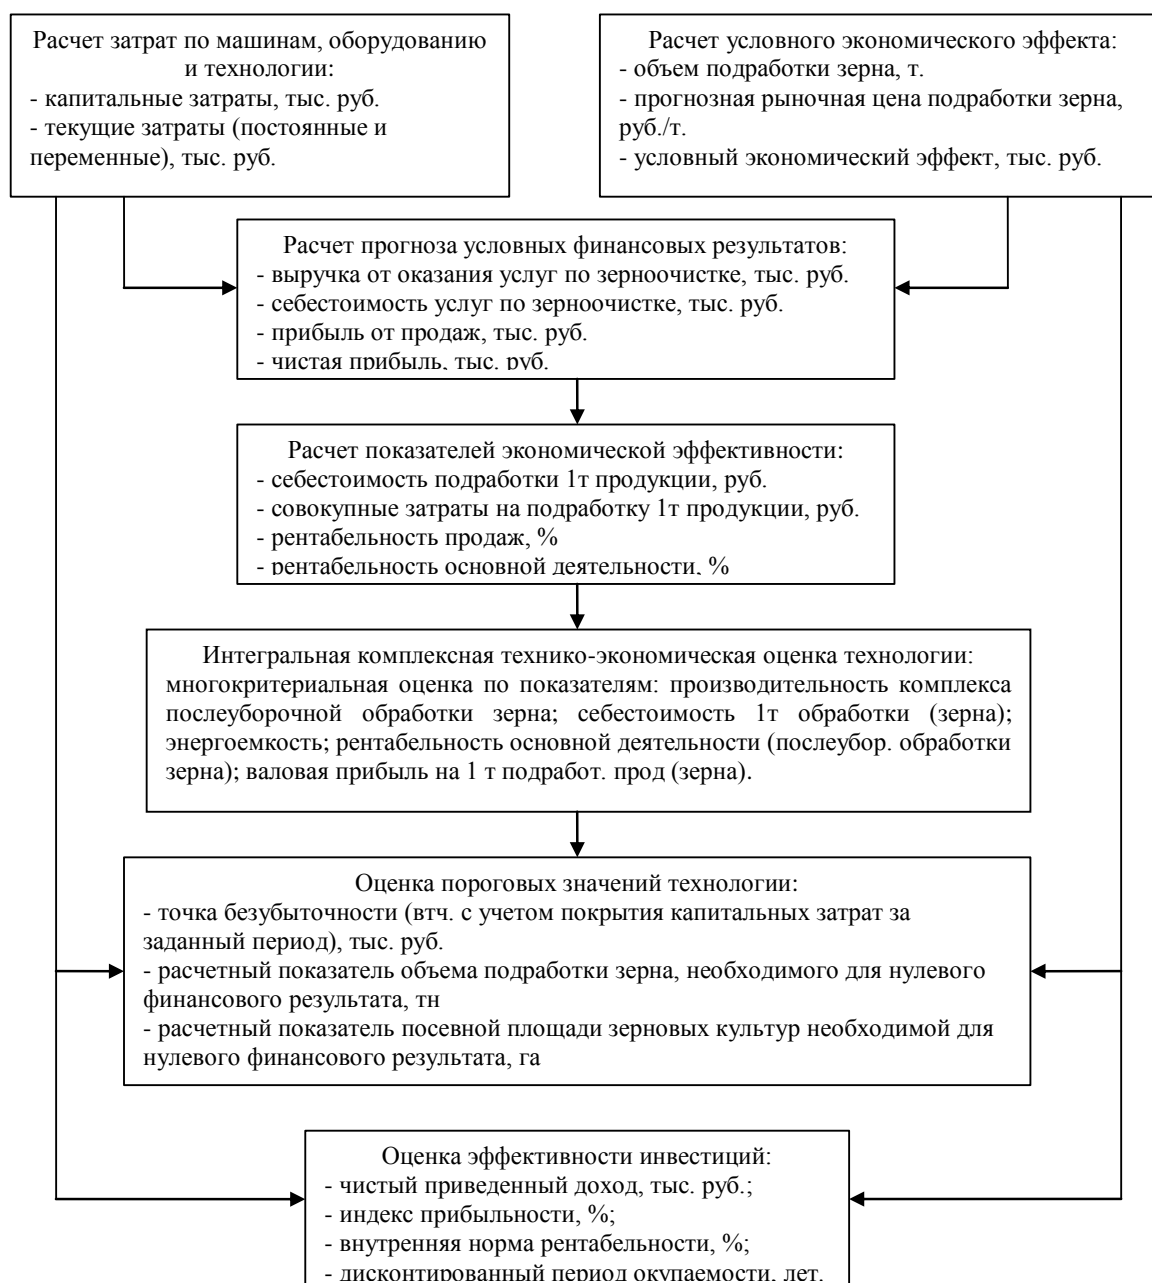 Расчет затрат по машинам, оборудованию
и технологии:
- капитальные затраты, тыс. руб.
- текущие затраты (постоянные и
переменные), тыс. руб.
Расчет условного экономического эффекта:
- объем подработки зерна, т.
- прогнозная рыночная цена подработки зерна,
руб./т.
- условный экономический эффект, тыс. руб.
Расчет прогноза условных финансовых результатов:
- выручка от оказания услуг по зерноочистке, тыс. руб.
- себестоимость услуг по зерноочистке, тыс. руб.
- прибыль от продаж, тыс. руб.
- чистая прибыль, тыс. руб.
Расчет показателей экономической эффективности:
- себестоимость подработки 1т продукции, руб.
- совокупные затраты на подработку 1т продукции, руб.
- рентабельность продаж, %
- рентабельность основной деятельности, %
Интегральная комплексная технико-экономическая оценка технологии:
многокритериальная оценка по показателям: производительность комплекса
послеуборочной обработки зерна; себестоимость 1т обработки (зерна);
энергоемкость; рентабельность основной деятельности (послеубор. обработки
зерна); валовая прибыль на 1 т подработ. прод (зерна).
Оценка пороговых значений технологии:
- точка безубыточности (втч. с учетом покрытия капитальных затрат за
заданный период), тыс. руб.
- расчетный показатель объема подработки зерна, необходимого для нулевого
финансового результата, тн
- расчетный показатель посевной площади зерновых культур необходимой для
нулевого финансового результата, га
Оценка эффективности инвестиций:
- чистый приведенный доход, тыс. руб.;
- индекс прибыльности, %;
- внутренняя норма рентабельности, %;
- дисконтированный период окупаемости, лет.